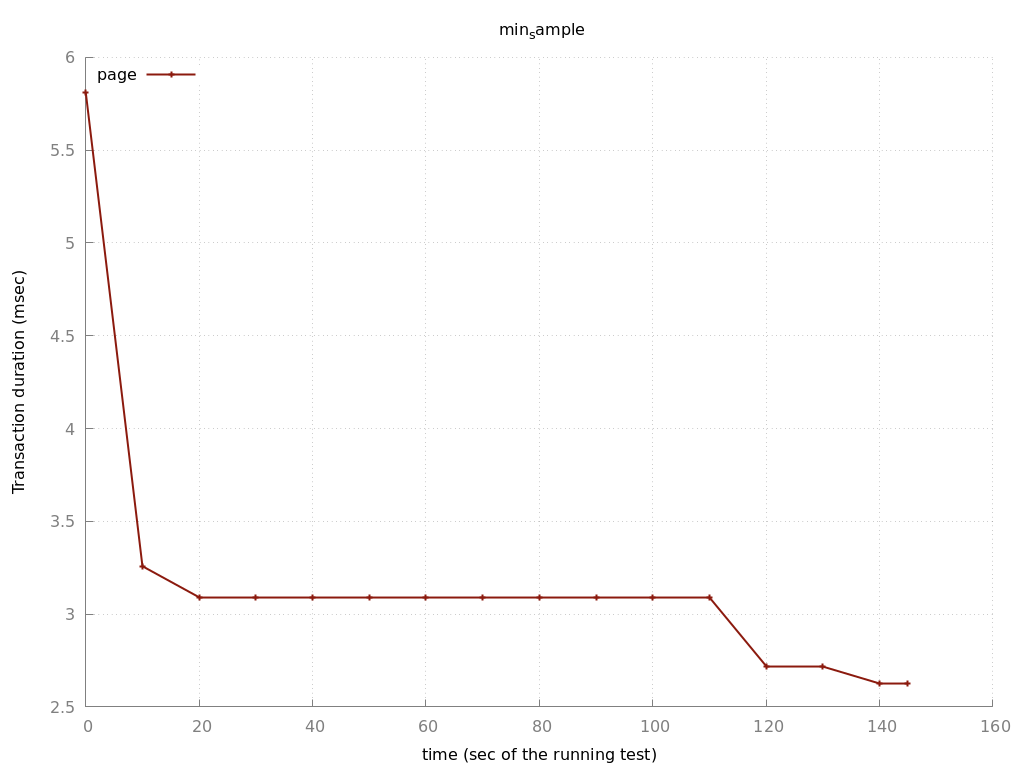 min_sample
page
6
5.5
5
4.5
4
3.5
3
2.5
Transaction duration (msec)
0 20 40 60 80 100 120 140 160
time (sec of the running test)